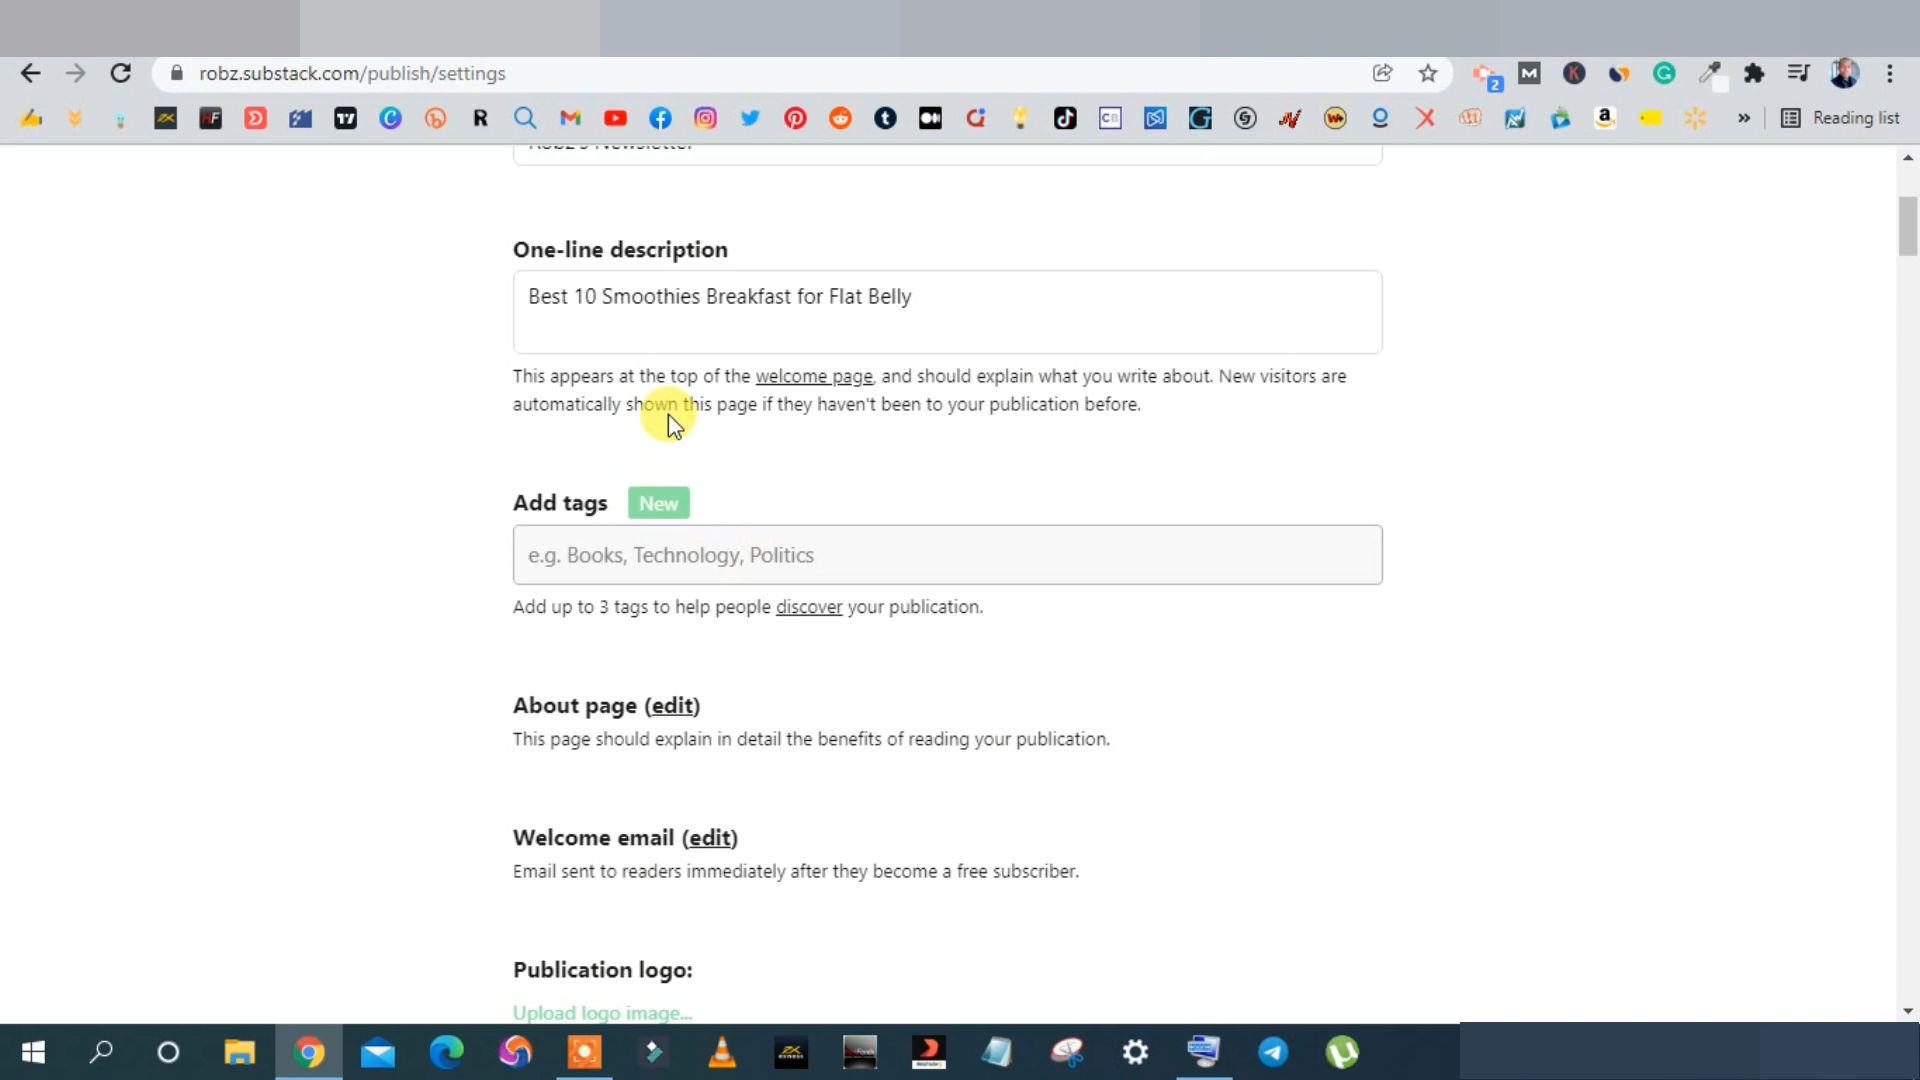 robz.substack.com/publish/settings
2
Reading list
Robz's Newsletter
One-line description
Best 10 Smoothies Breakfast for Flat Belly
This appears at the top of the welcome page, and should explain what you write about. New visitors are
automatically shown this page if they haven't been to your publication before.
Add tags New
e.g. Books, Technology, Politics
Add up to 3 tags to help people discover your publication.
About page (edit)
This page should explain in detail the benefits of reading your publication.
Welcome email (edit)
Email sent to readers immediately after they become a free subscriber.
Publication logo:
Upload logo image...